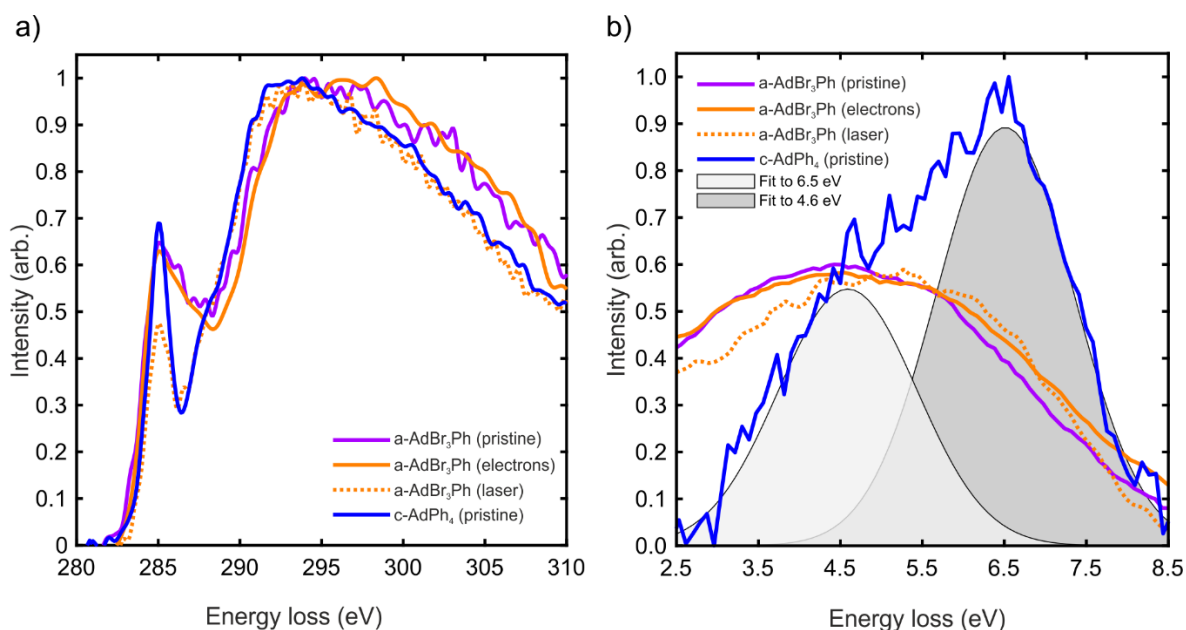 a)
Intensity (arb.)
1
0.9
0.8
0.7
0.6
0.5
0.4
0.3
0.2
0.1
0
280
285
290
295
300
305
310
Energy loss (eV)
a-AdBr₃Ph (pristine)
a-AdBr₃Ph (electrons)
a-AdBr₃Ph (laser)
c-AdPh₄ (pristine)
b)
Intensity (arb.)
1
0.9
0.8
0.7
0.6
0.5
0.4
0.3
0.2
0.1
0.0
2.5
3.5
4.5
5.5
6.5
7.5
8.5
Energy loss (eV)
a-AdBr₃Ph (pristine)
a-AdBr₃Ph (electrons)
a-AdBr₃Ph (laser)
c-AdPh₄ (pristine)
Fit to 6.5 eV
Fit to 4.6 eV